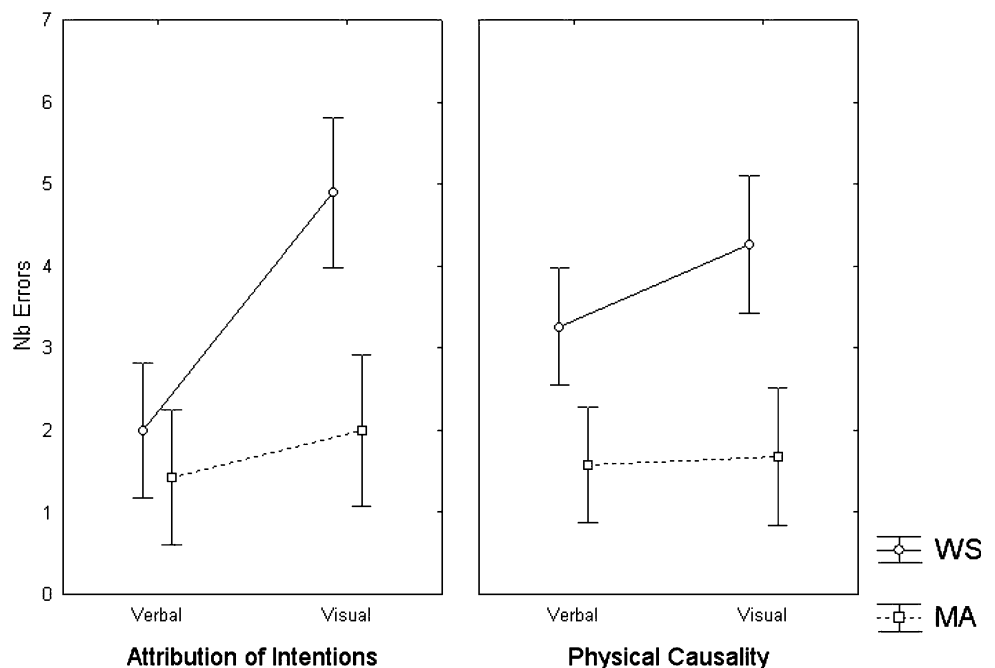 7
6
5
4
3
2
1
0
Nb Errors
Verbal Visual
Attribution of Intentions
Verbal Visual
Physical Causality
WS
MA